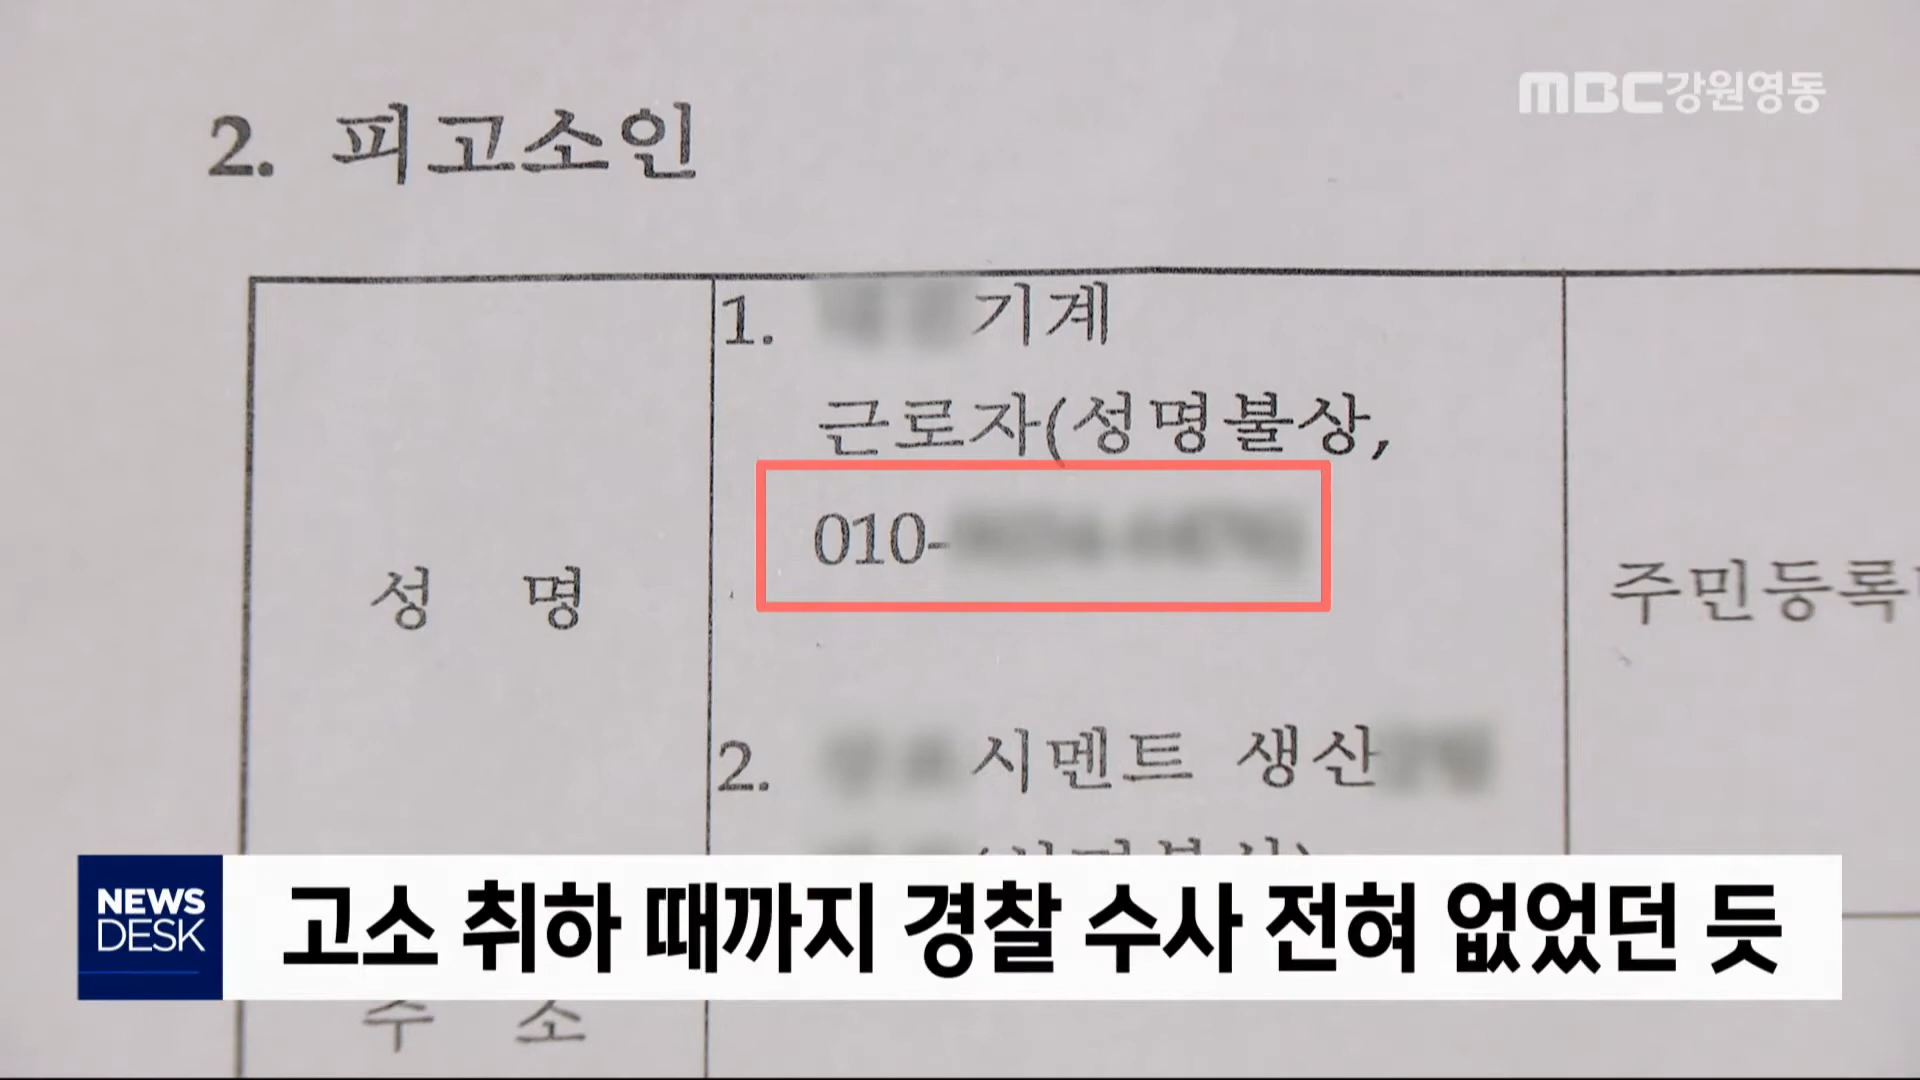 MBC강원영동
2. 피고소인
1. 기계
근로자(성명불상,
010-
성 명
주민등록
2. 시멘트 생산
NEWS
DESK
고소 취하 때까지 경찰 수사 전혀 없었던 듯
주 소